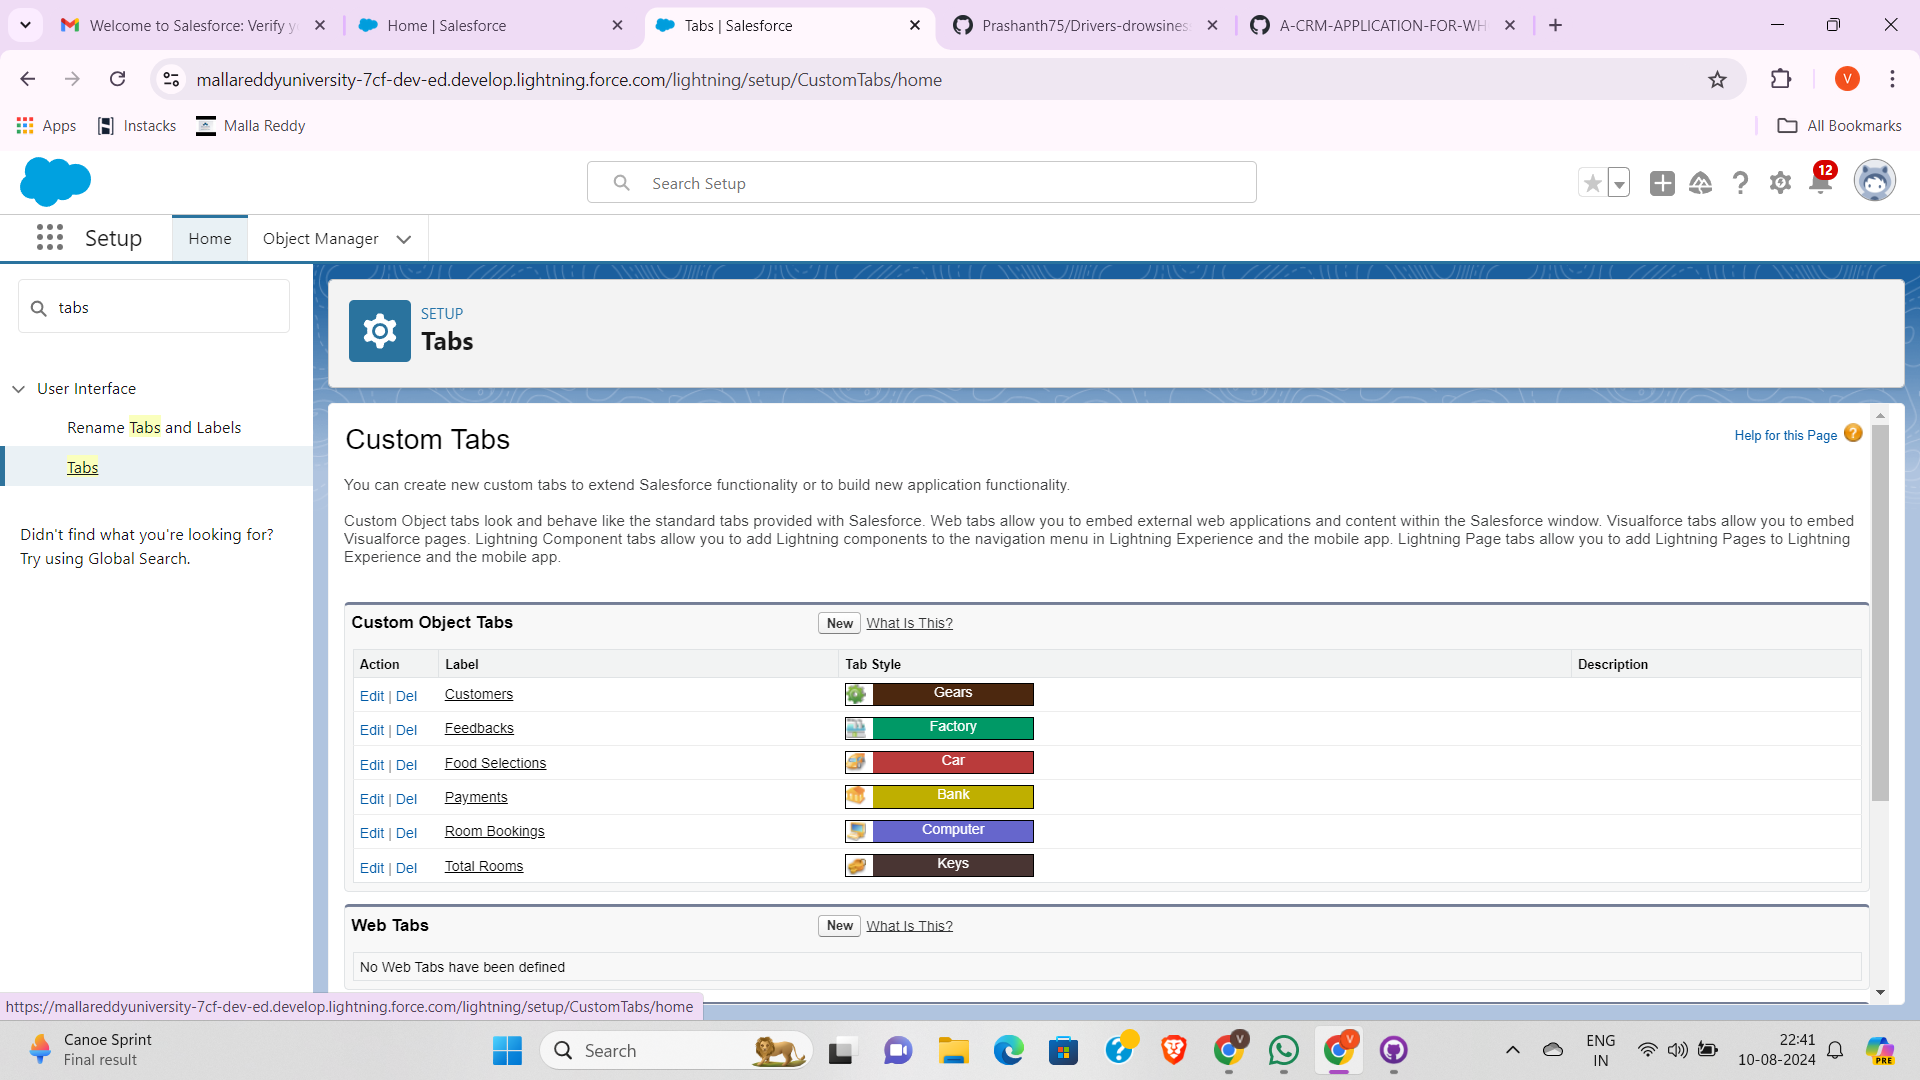 Welcome to Salesforce: Verify y
Home | Salesforce
Tabs | Salesforce
Prashanth75/Drivers-drowsines
A-CRM-APPLICATION-FOR-WH
mallareddyuniversity-7cf-dev-ed.develop.lightning.force.com/lightning/setup/CustomTabs/home
V
Apps
Instacks
Malla Reddy
All Bookmarks
Search Setup
12
Setup
Home
Object Manager
tabs
User Interface
Rename Tabs and Labels
Tabs
Didn't find what you're looking for?
Try using Global Search.
SETUP
Tabs
Custom Tabs
Help for this Page
You can create new custom tabs to extend Salesforce functionality or to build new application functionality.
Custom Object tabs look and behave like the standard tabs provided with Salesforce. Web tabs allow you to embed external web applications and content within the Salesforce window. Visualforce tabs allow you to embed
Visualforce pages. Lightning Component tabs allow you to add Lightning components to the navigation menu in Lightning Experience and the mobile app. Lightning Page tabs allow you to add Lightning Pages to Lightning
Experience and the mobile app.
Custom Object Tabs New What Is This?
Action Label Tab Style Description
Edit | Del Customers Gears
Edit | Del Feedbacks Factory
Edit | Del Food Selections Car
Edit | Del Payments Bank
Edit | Del Room Bookings Computer
Edit | Del Total Rooms Keys
Web Tabs New What Is This?
No Web Tabs have been defined
https://mallareddyuniversity-7cf-dev-ed.develop.lightning.force.com/lightning/setup/CustomTabs/home
Canoe Sprint
Final result
Search
V
V
ENG
IN
22:41
10-08-2024
PRE